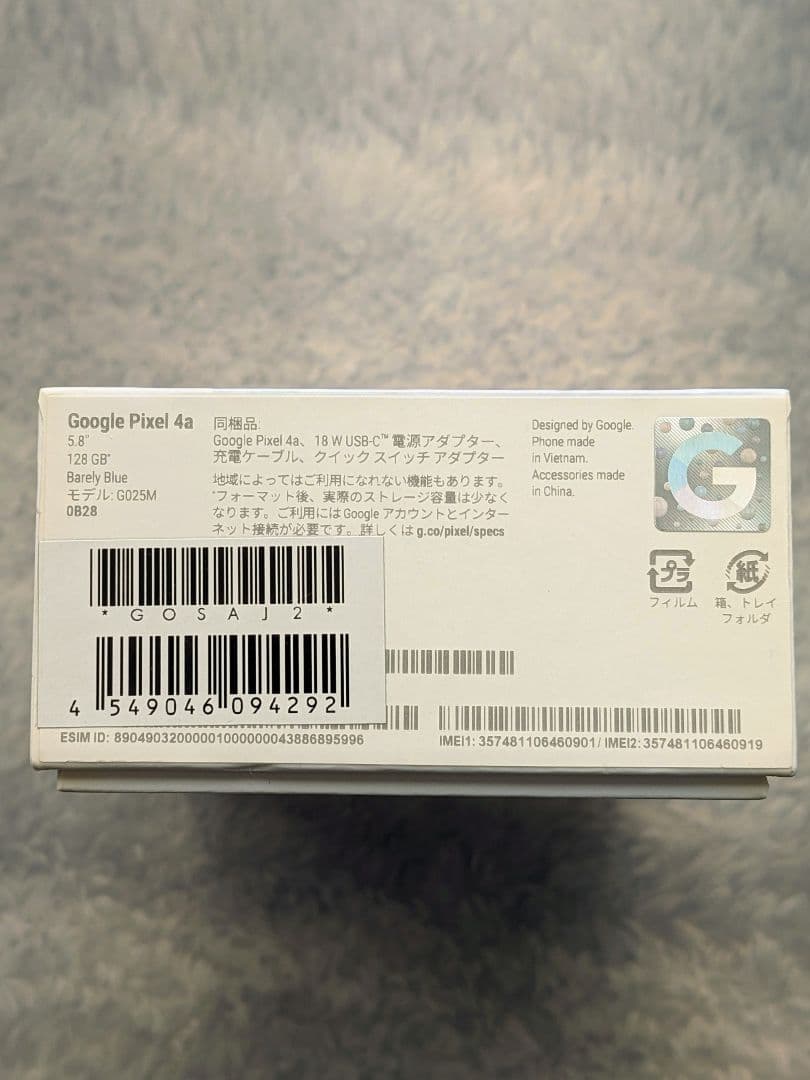 Google Pixel 4a
5.8"
128 GB*
Barely Blue
モデル: G025M
0B28
同梱品:
Google Pixel 4a、18 W USB-C™ 電源アダプター、
充電ケーブル、クイック スイッチ アダプター
地域によってはご利用になれない機能もあります。
*フォーマット後、実際のストレージ容量は少なく
なります。ご利用には Google アカウントとインター
ネット接続が必要です。詳しくは g.co/pixel/specs
Designed by Google.
Phone made
in Vietnam.
Accessories made
in China.
G
プラ
フィルム
紙
箱、トレイ
フォルダ
* G O S A J 2 *
4 549046 094292
ESIM ID: 89049032000001000000043886895996
IMEI1: 357481106460901 / IMEI2: 357481106460919